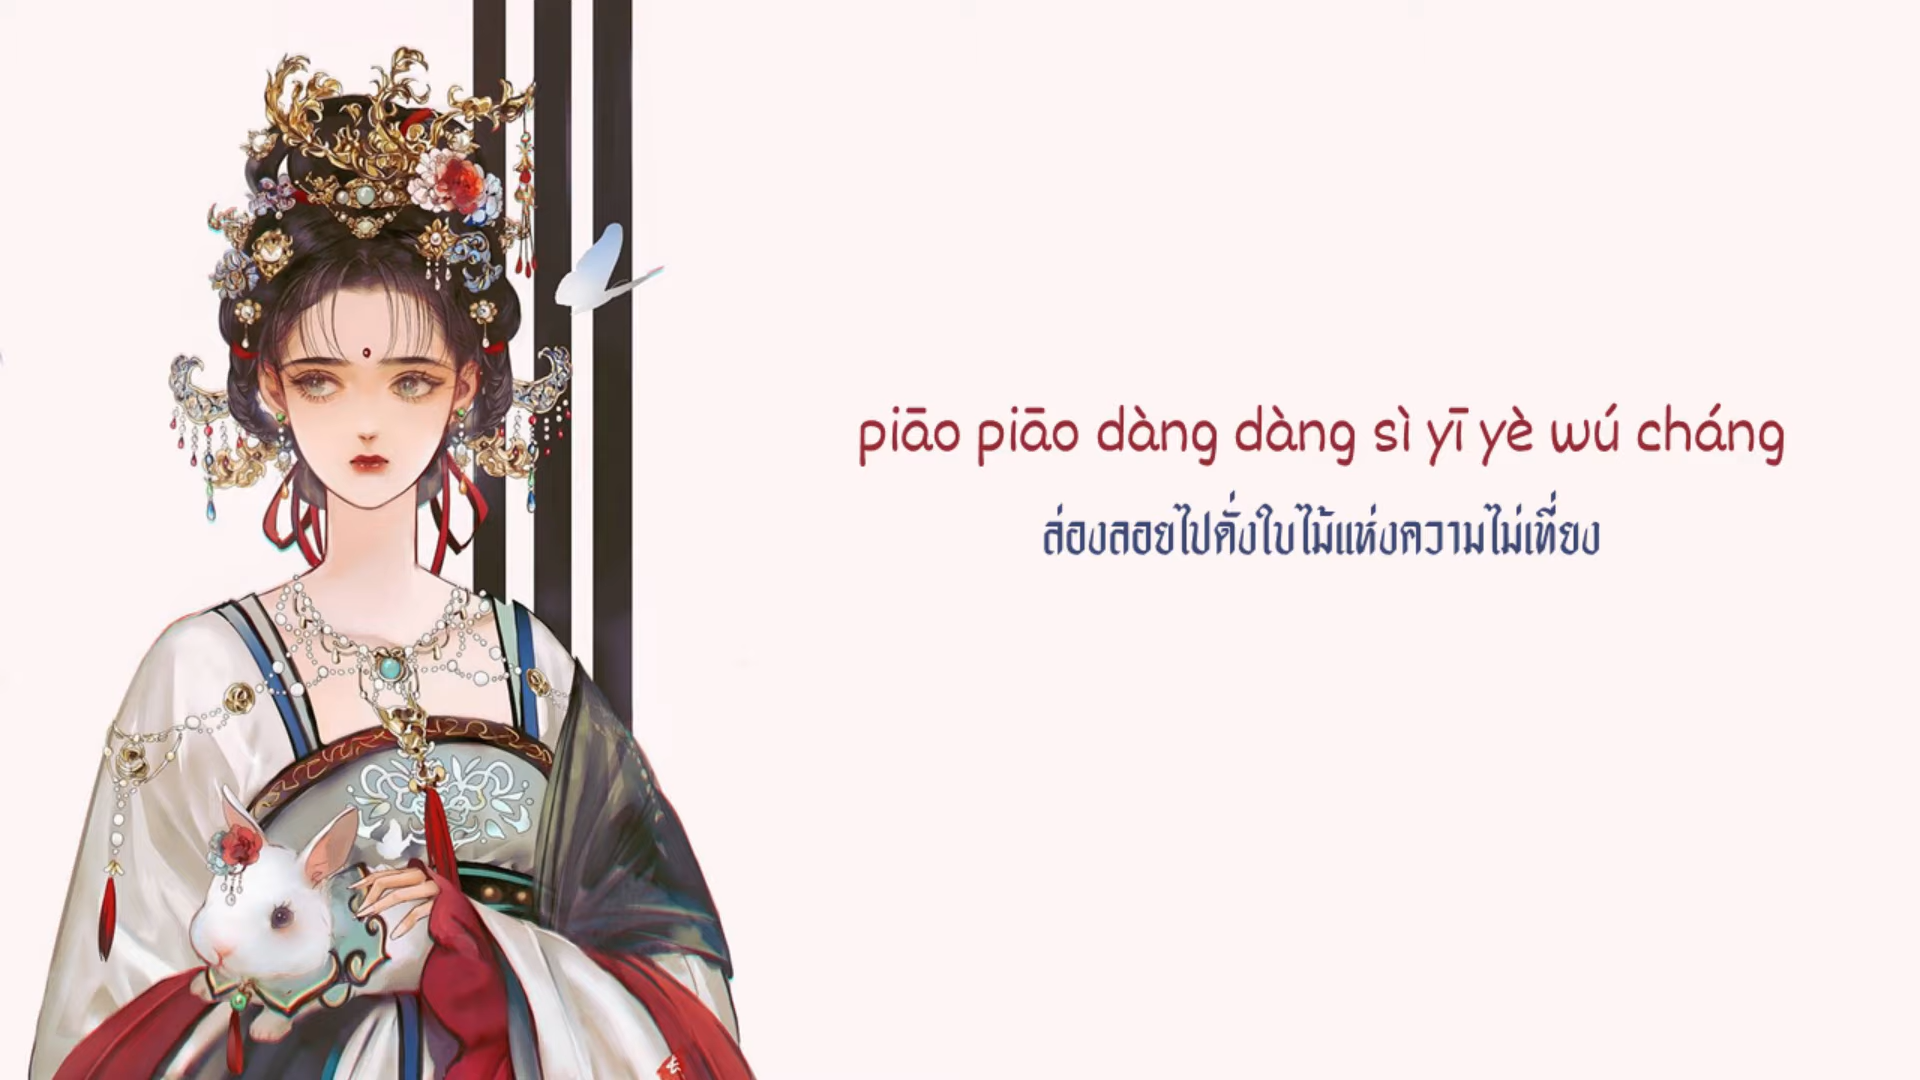 piāo piāo dàng dàng sì yī yè wú cháng
ล่องลอยไปดั่งใบไม้แห่งความไม่เที่ยง